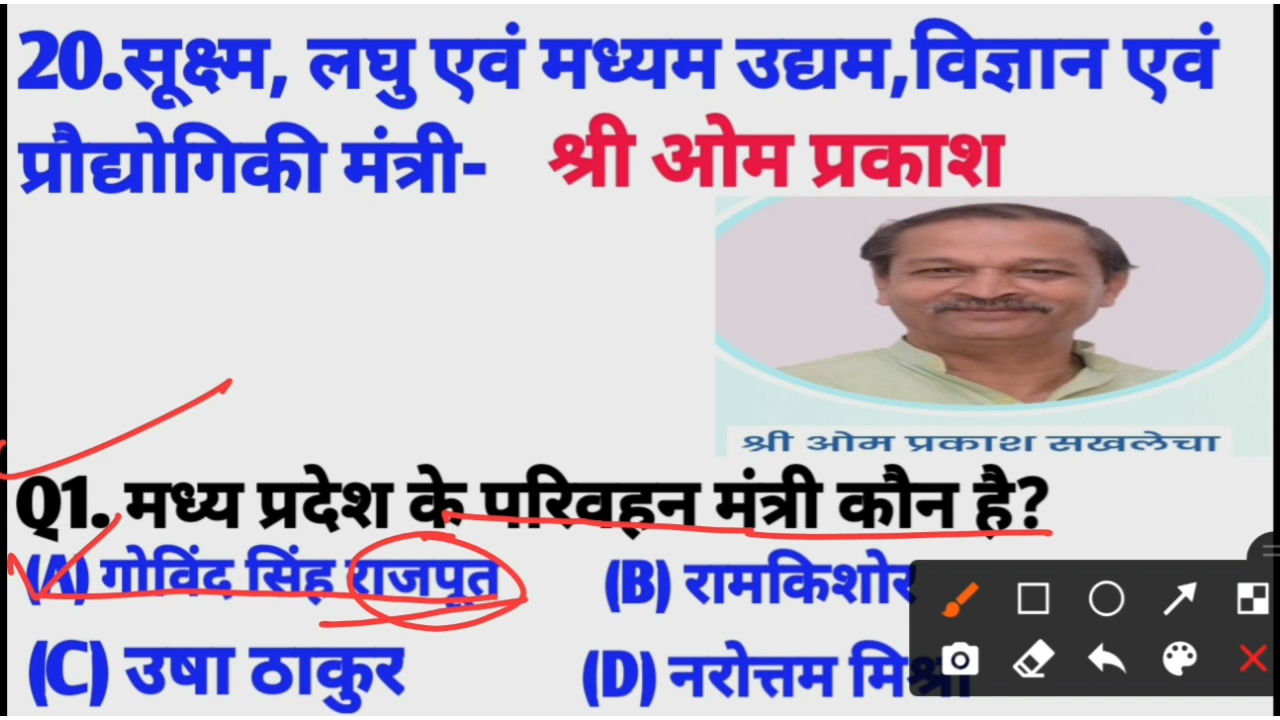 20.सूक्ष्म, लघु एवं मध्यम उद्यम,विज्ञान एवं
प्रौद्योगिकी मंत्री- श्री ओम प्रकाश
श्री ओम प्रकाश सखलेचा
Q1. मध्य प्रदेश के परिवहन मंत्री कौन है?
(A) गोविंद सिंह राजपूत (B) रामकिशोर
(C) उषा ठाकुर (D) नरोत्तम मिश्रा